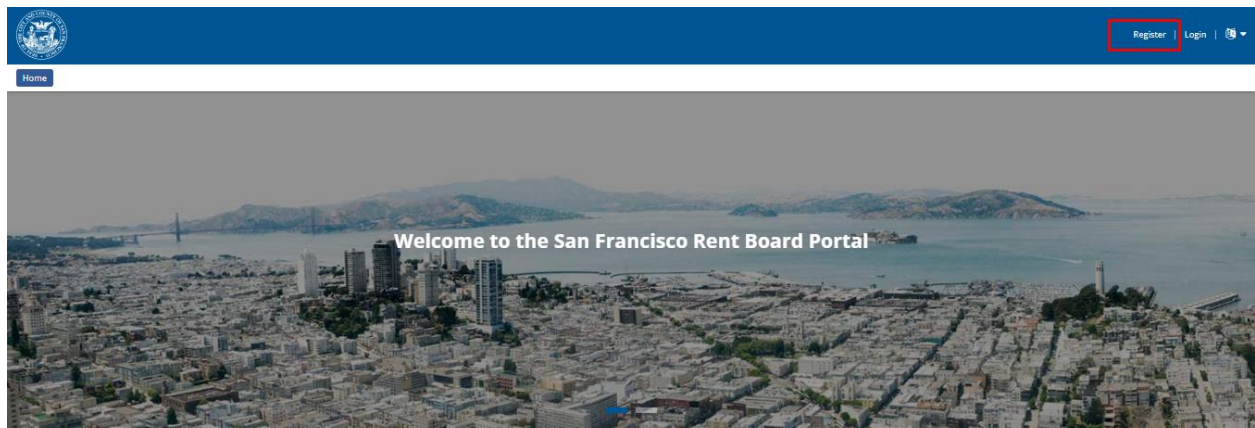 Register | Login |
Home
Welcome to the San Francisco Rent Board Portal